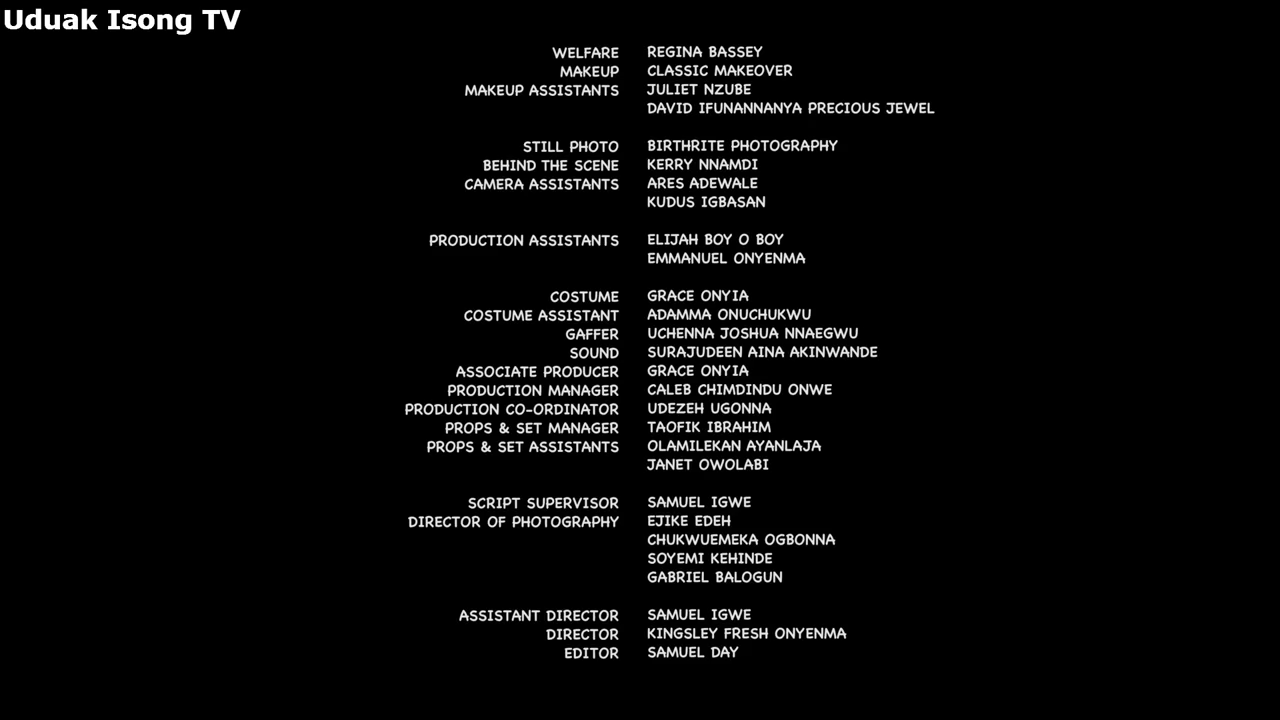 Uduak Isong TV
WELFARE REGINA BASSEY
MAKEUP CLASSIC MAKEOVER
MAKEUP ASSISTANTS JULIET NZUBE
DAVID IFUNANNANYA PRECIOUS JEWEL
STILL PHOTO BIRTHRITE PHOTOGRAPHY
BEHIND THE SCENE KERRY NNAMDI
CAMERA ASSISTANTS ARES ADEWALE
KUDUS IGBASAN
PRODUCTION ASSISTANTS ELIJAH BOY O BOY
EMMANUEL ONYENMA
COSTUME GRACE ONYIA
COSTUME ASSISTANT ADAMMA ONUCHUKWU
GAFFER UCHENNA JOSHUA NNAEGWU
SOUND SURAJUDEEN AINA AKINWANDE
ASSOCIATE PRODUCER GRACE ONYIA
PRODUCTION MANAGER CALEB CHIMDINDU ONWE
PRODUCTION CO-ORDINATOR UDEZEH UGONNA
PROPS & SET MANAGER TAOFIK IBRAHIM
PROPS & SET ASSISTANTS OLAMILEKAN AYANLAJA
JANET OWOLABI
SCRIPT SUPERVISOR SAMUEL IGWE
DIRECTOR OF PHOTOGRAPHY EJIKE EDEH
CHUKWUEMEKA OGBONNA
SOYEMI KEHINDE
GABRIEL BALOGUN
ASSISTANT DIRECTOR SAMUEL IGWE
DIRECTOR KINGSLEY FRESH ONYENMA
EDITOR SAMUEL DAY